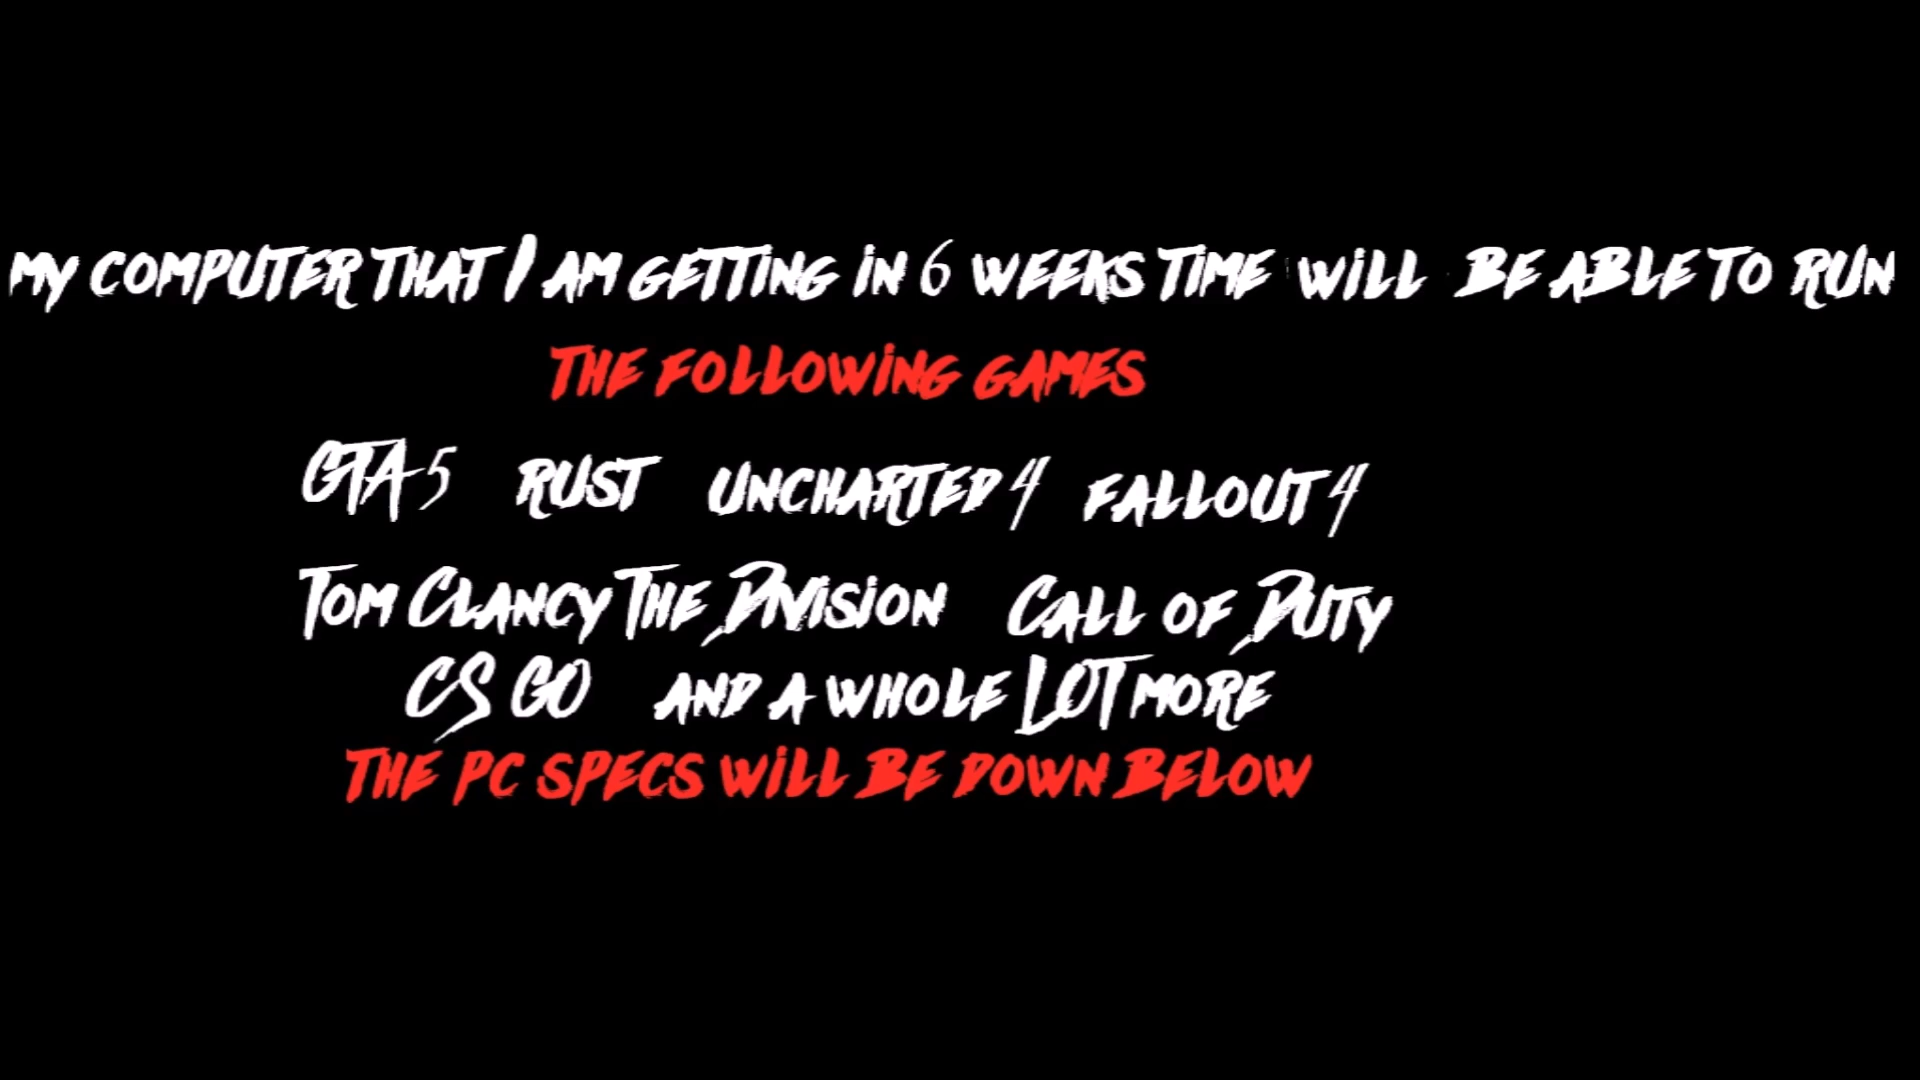 my computer that I am getting in 6 weeks time will be able to run
the following games
GTA 5 rust uncharted 4 fallout 4
Tom Clancy The Division Call of Duty
CS GO and a whole LOT more
The pc specs will Be down Below